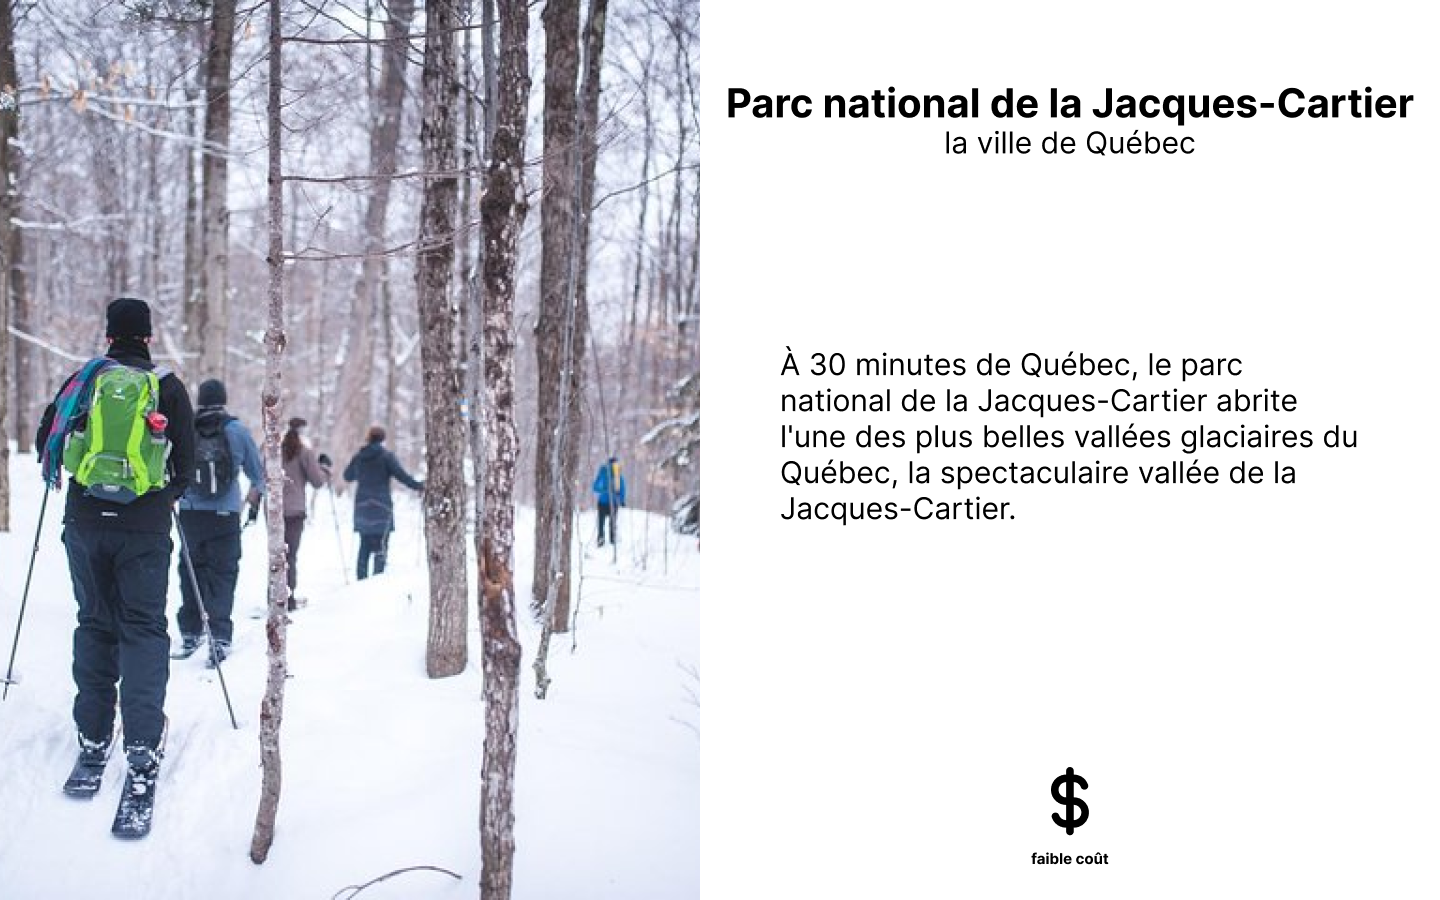 Parc national de la Jacques-Cartier
la ville de Québec
À 30 minutes de Québec, le parc
national de la Jacques-Cartier abrite
l'une des plus belles vallées glaciaires du
Québec, la spectaculaire vallée de la
Jacques-Cartier.
$
faible coût